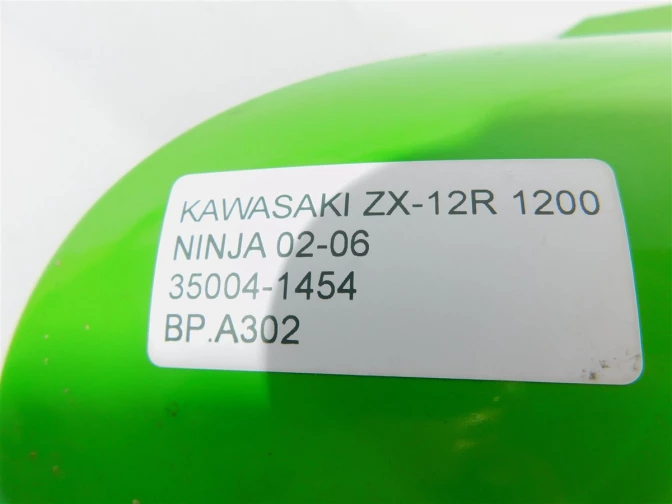 KAWASAKI ZX-12R 1200
NINJA 02-06
35004-1454
BP.A302